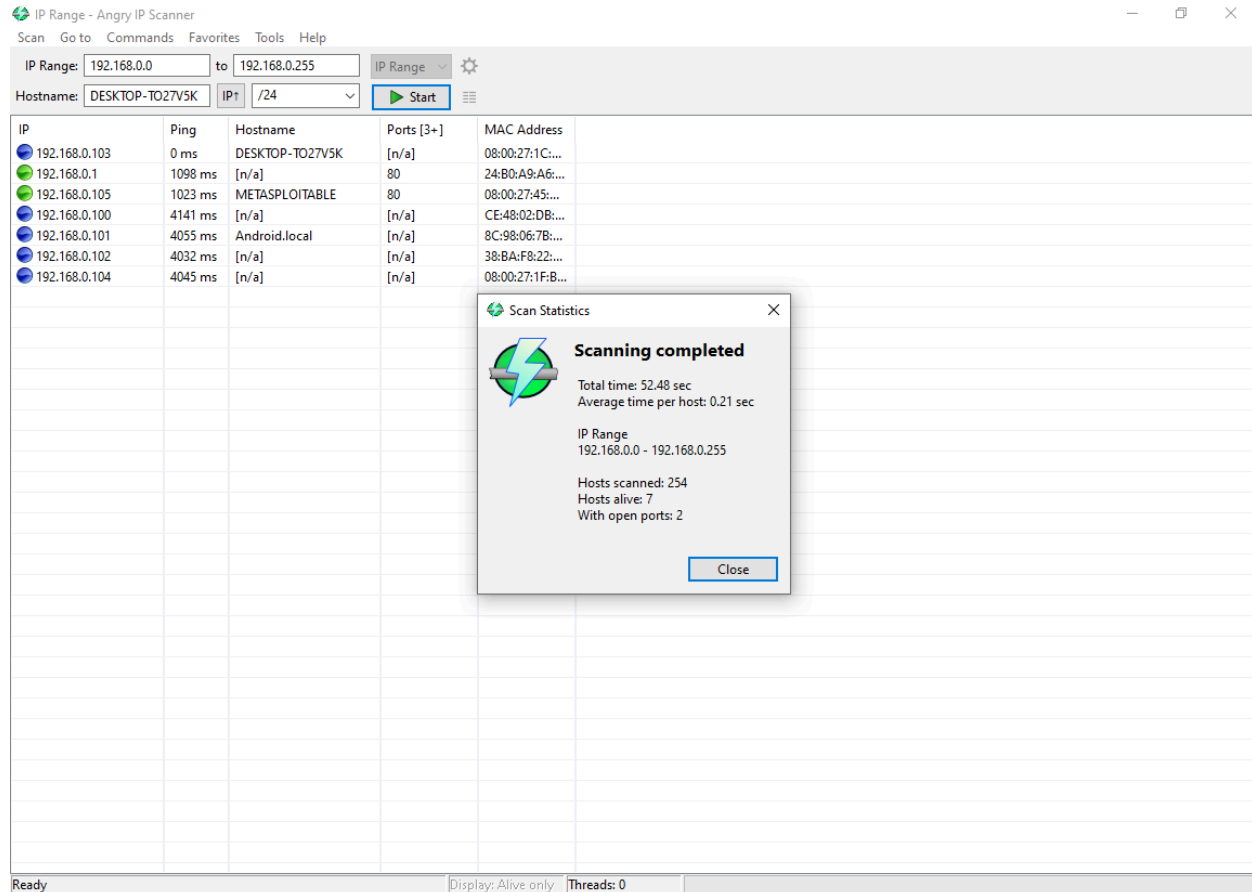 IP Range - Angry IP Scanner
Scan Go to Commands Favorites Tools Help
IP Range: 192.168.0.0 to 192.168.0.255 IP Range
Hostname: DESKTOP-TO27V5K IP↑ /24 Start
IP Ping Hostname Ports [3+] MAC Address
192.168.0.103 0 ms DESKTOP-TO27V5K [n/a] 08:00:27:1C:...
192.168.0.1 1098 ms [n/a] 80 24:B0:A9:A6:...
192.168.0.105 1023 ms METASPLOITABLE 80 08:00:27:45:...
192.168.0.100 4141 ms [n/a] [n/a] CE:48:02:DB:...
192.168.0.101 4055 ms Android.local [n/a] 8C:98:06:7B:...
192.168.0.102 4032 ms [n/a] [n/a] 38:BA:F8:22:...
192.168.0.104 4045 ms [n/a] [n/a] 08:00:27:1F:B...
Scan Statistics
Scanning completed
Total time: 52.48 sec
Average time per host: 0.21 sec
IP Range
192.168.0.0 - 192.168.0.255
Hosts scanned: 254
Hosts alive: 7
With open ports: 2
Close
Ready Display: Alive only Threads: 0